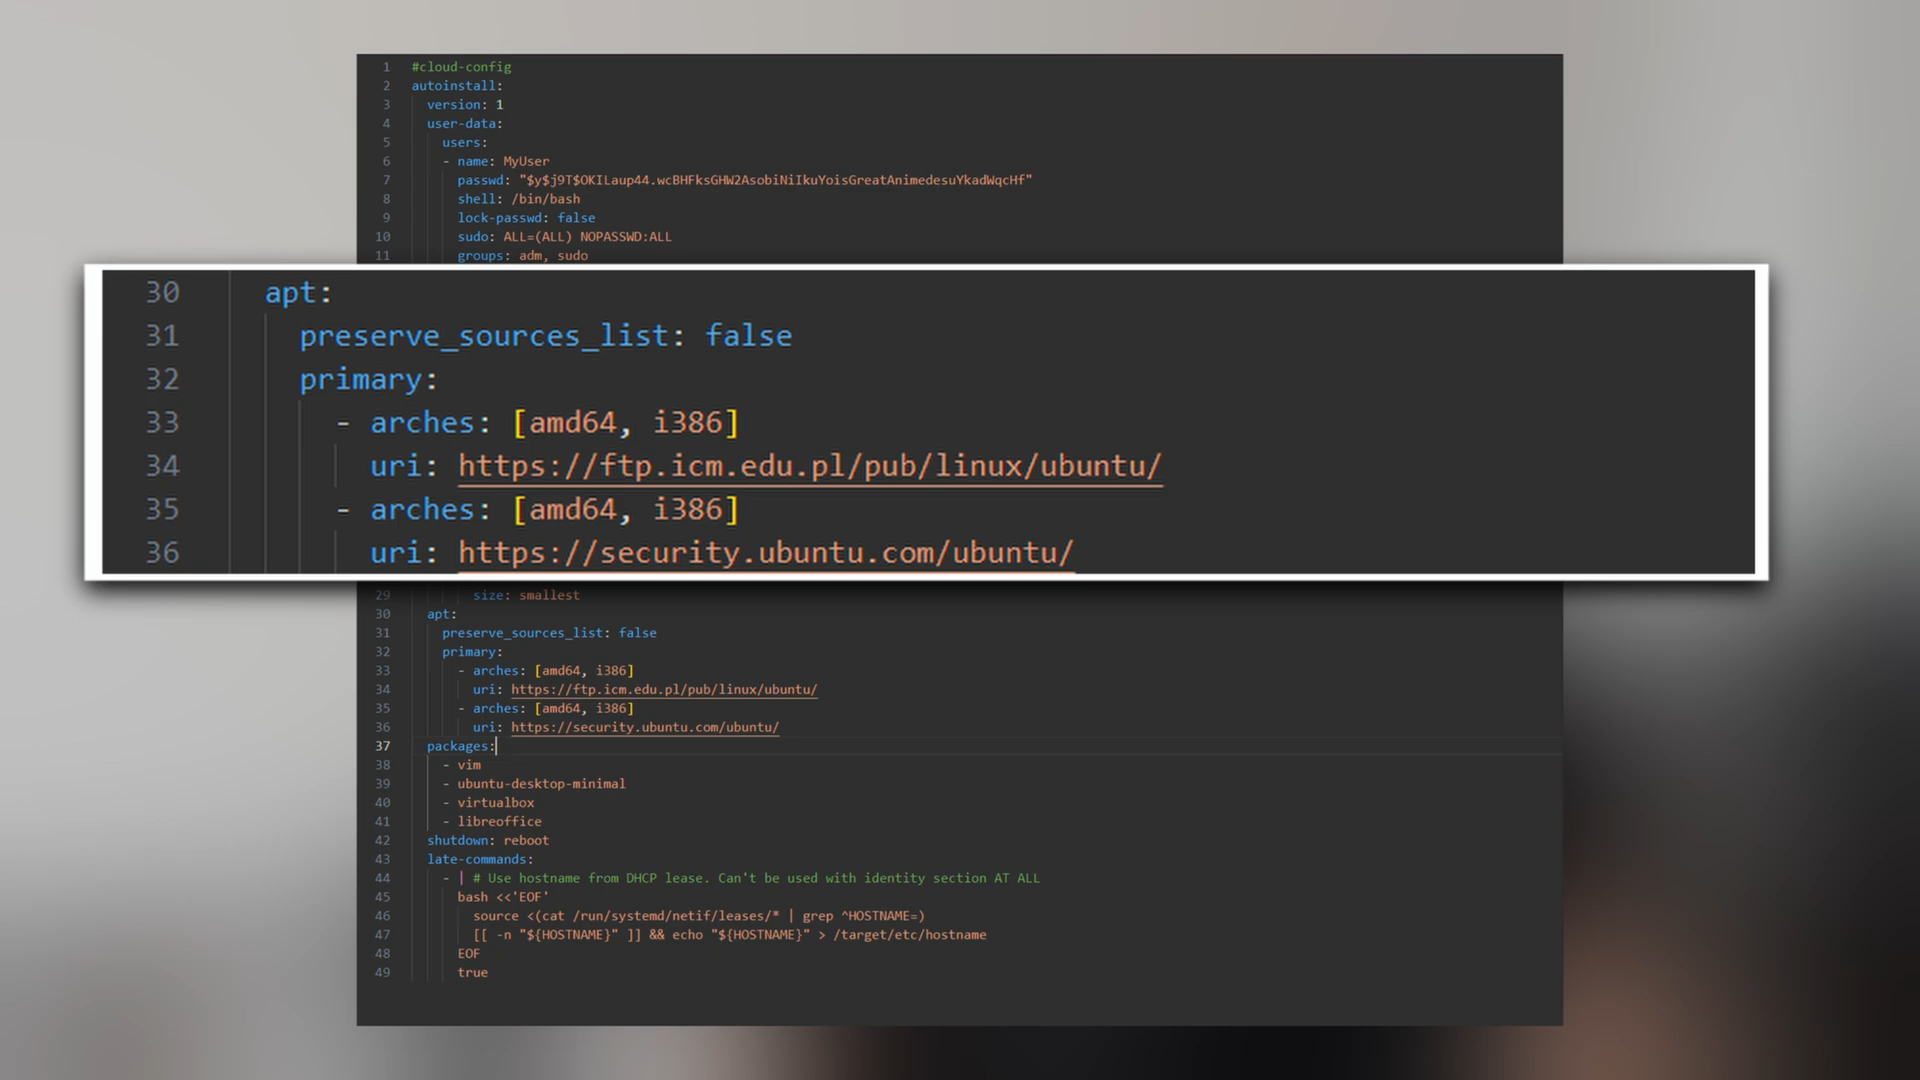 1 #cloud-config
2 autoinstall:
3 version: 1
4 user-data:
5 users:
6 - name: MyUser
7 passwd: "$y$j9T$OKILaup44.wcBHFksGHW2AsobiNiIkuYoisGreatAnimedesuYkadWqcHf"
8 shell: /bin/bash
9 lock-passwd: false
10 sudo: ALL=(ALL) NOPASSWD:ALL
11 groups: adm, sudo
30 apt:
31 preserve_sources_list: false
32 primary:
33 - arches: [amd64, i386]
34 uri: https://ftp.icm.edu.pl/pub/linux/ubuntu/
35 - arches: [amd64, i386]
36 uri: https://security.ubuntu.com/ubuntu/
29 size: smallest
30 apt:
31 preserve_sources_list: false
32 primary:
33 - arches: [amd64, i386]
34 uri: https://ftp.icm.edu.pl/pub/linux/ubuntu/
35 - arches: [amd64, i386]
36 uri: https://security.ubuntu.com/ubuntu/
37 packages:
38 - vim
39 - ubuntu-desktop-minimal
40 - virtualbox
41 - libreoffice
42 shutdown: reboot
43 late-commands:
44 - | # Use hostname from DHCP lease. Can't be used with identity section AT ALL
45 bash <<'EOF'
46 source <(cat /run/systemd/netif/leases/* | grep ^HOSTNAME=)
47 [[ -n "${HOSTNAME}" ]] && echo "${HOSTNAME}" > /target/etc/hostname
48 EOF
49 true